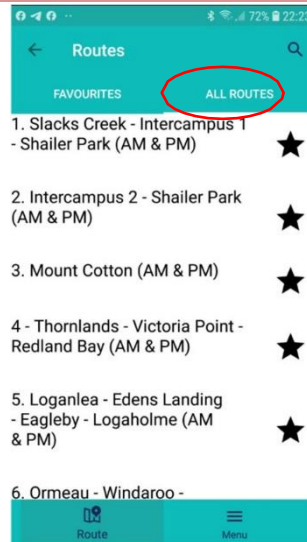 72% 22:22
Routes
FAVOURITES
ALL ROUTES
1. Slacks Creek - Intercampus 1
- Shailer Park (AM & PM)
2. Intercampus 2 - Shailer Park
(AM & PM)
3. Mount Cotton (AM & PM)
4 - Thornlands - Victoria Point -
Redland Bay (AM & PM)
5. Loganlea - Edens Landing
- Eagleby - Logaholme (AM
& PM)
6. Ormeau - Windaroo -
Route
Menu